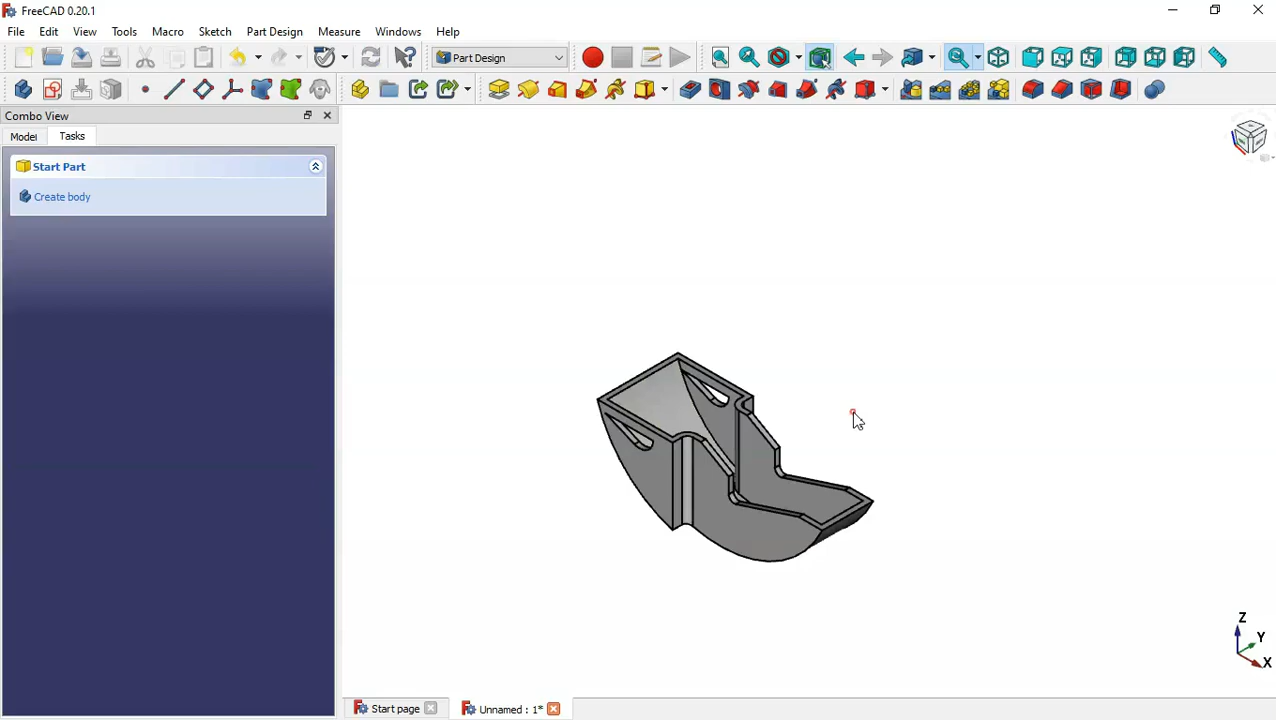 FreeCAD 0.20.1
File Edit View Tools Macro Sketch Part Design Measure Windows Help
Part Design
Combo View
Model Tasks
Start Part
Create body
Z
Y
X
Start page Unnamed : 1*